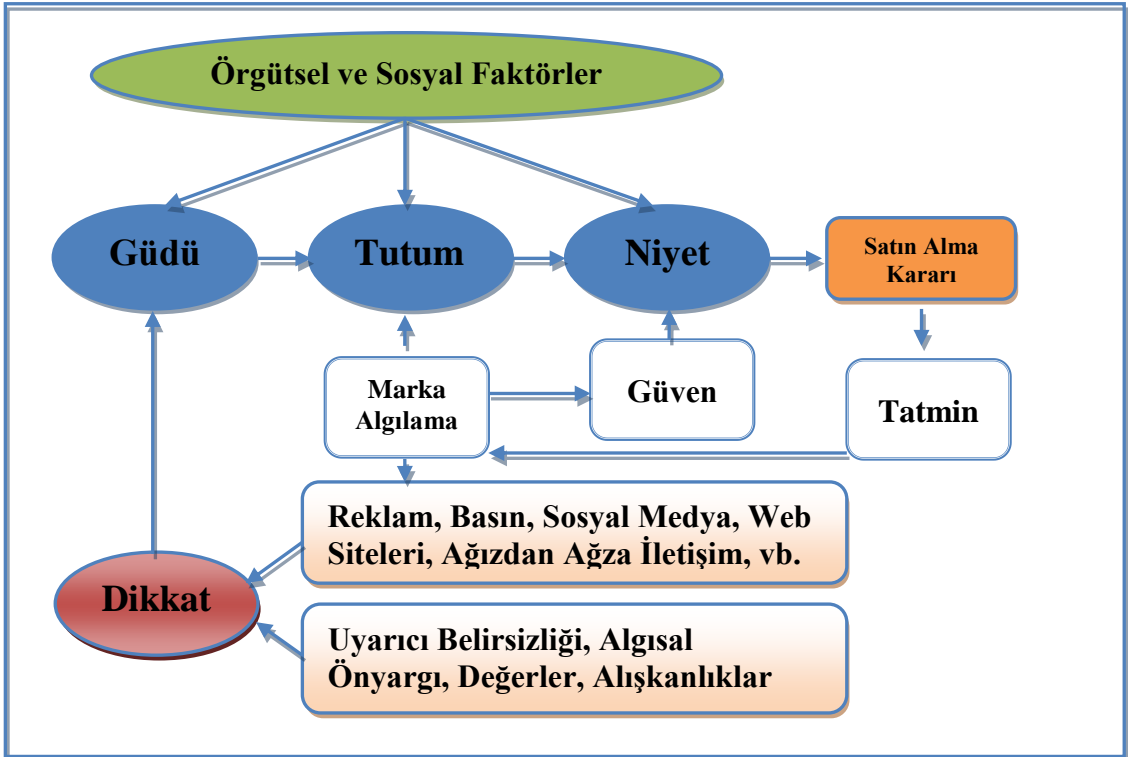 Örgütsel ve Sosyal Faktörler
Güdü
Tutum
Niyet
Satın Alma
Kararı
Marka
Algılama
Güven
Tatmin
Reklam, Basın, Sosyal Medya, Web
Siteleri, Ağızdan Ağza İletişim, vb.
Dikkat
Uyarıcı Belirsizliği, Algısal
Önyargı, Değerler, Alışkanlıklar